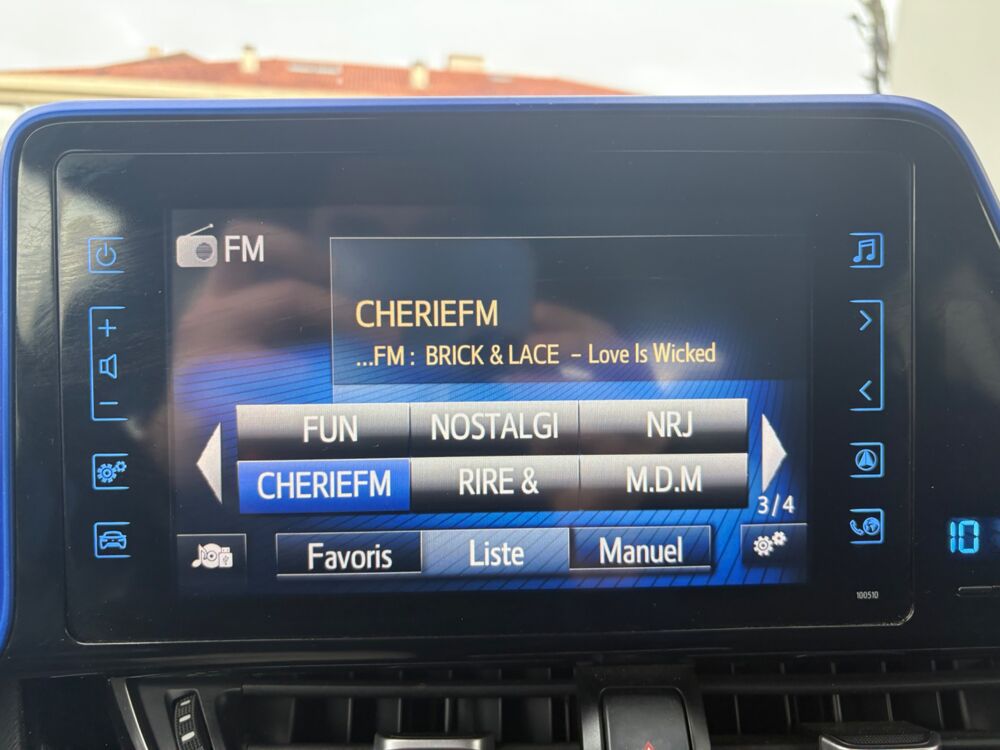 FM
CHERIEFM
...FM : BRICK & LACE - Love Is Wicked
FUN NOSTALGI NRJ
CHERIEFM RIRE & M.D.M
3/4
Favoris Liste Manuel
100510
10